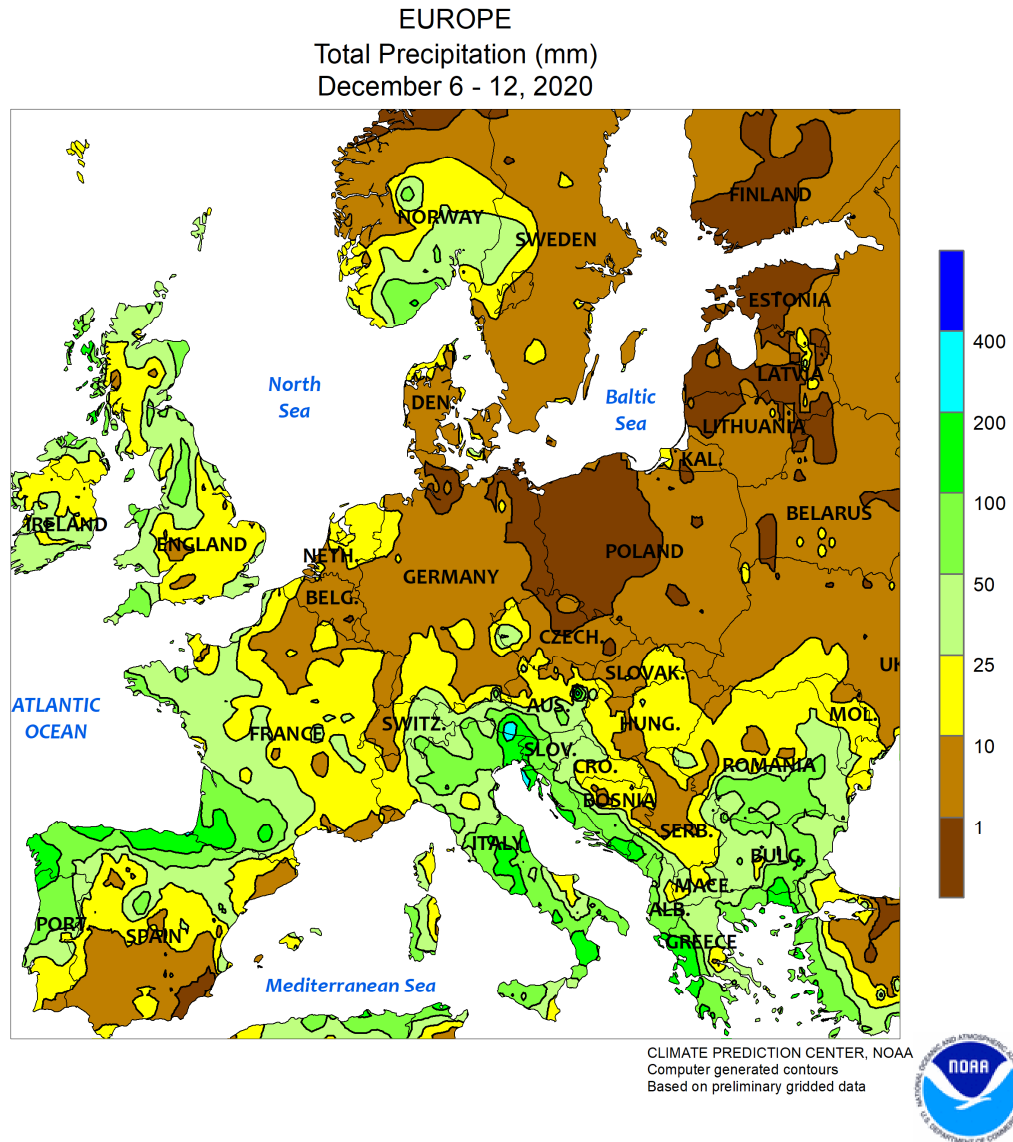 EUROPE
Total Precipitation (mm)
December 6 - 12, 2020
FINLAND
NORWAY
SWEDEN
ESTONIA
North
Sea
Baltic
Sea
DEN.
LATVIA
LITHUANIA
KAL.
IRELAND
ENGLAND
BELARUS
NETH.
POLAND
GERMANY
BELG.
CZECH.
SLOVAK.
UK
ATLANTIC
OCEAN
AUS.
MOL.
FRANCE
SWITZ.
HUNG.
SLOV.
CRO.
ROMANIA
BOSNIA
SERB.
ITALY
BULG.
MACE.
ALB.
PORT.
SPAIN
GREECE
Mediterranean Sea
400
200
100
50
25
10
1
CLIMATE PREDICTION CENTER, NOAA
Computer generated contours
Based on preliminary gridded data
NOAA